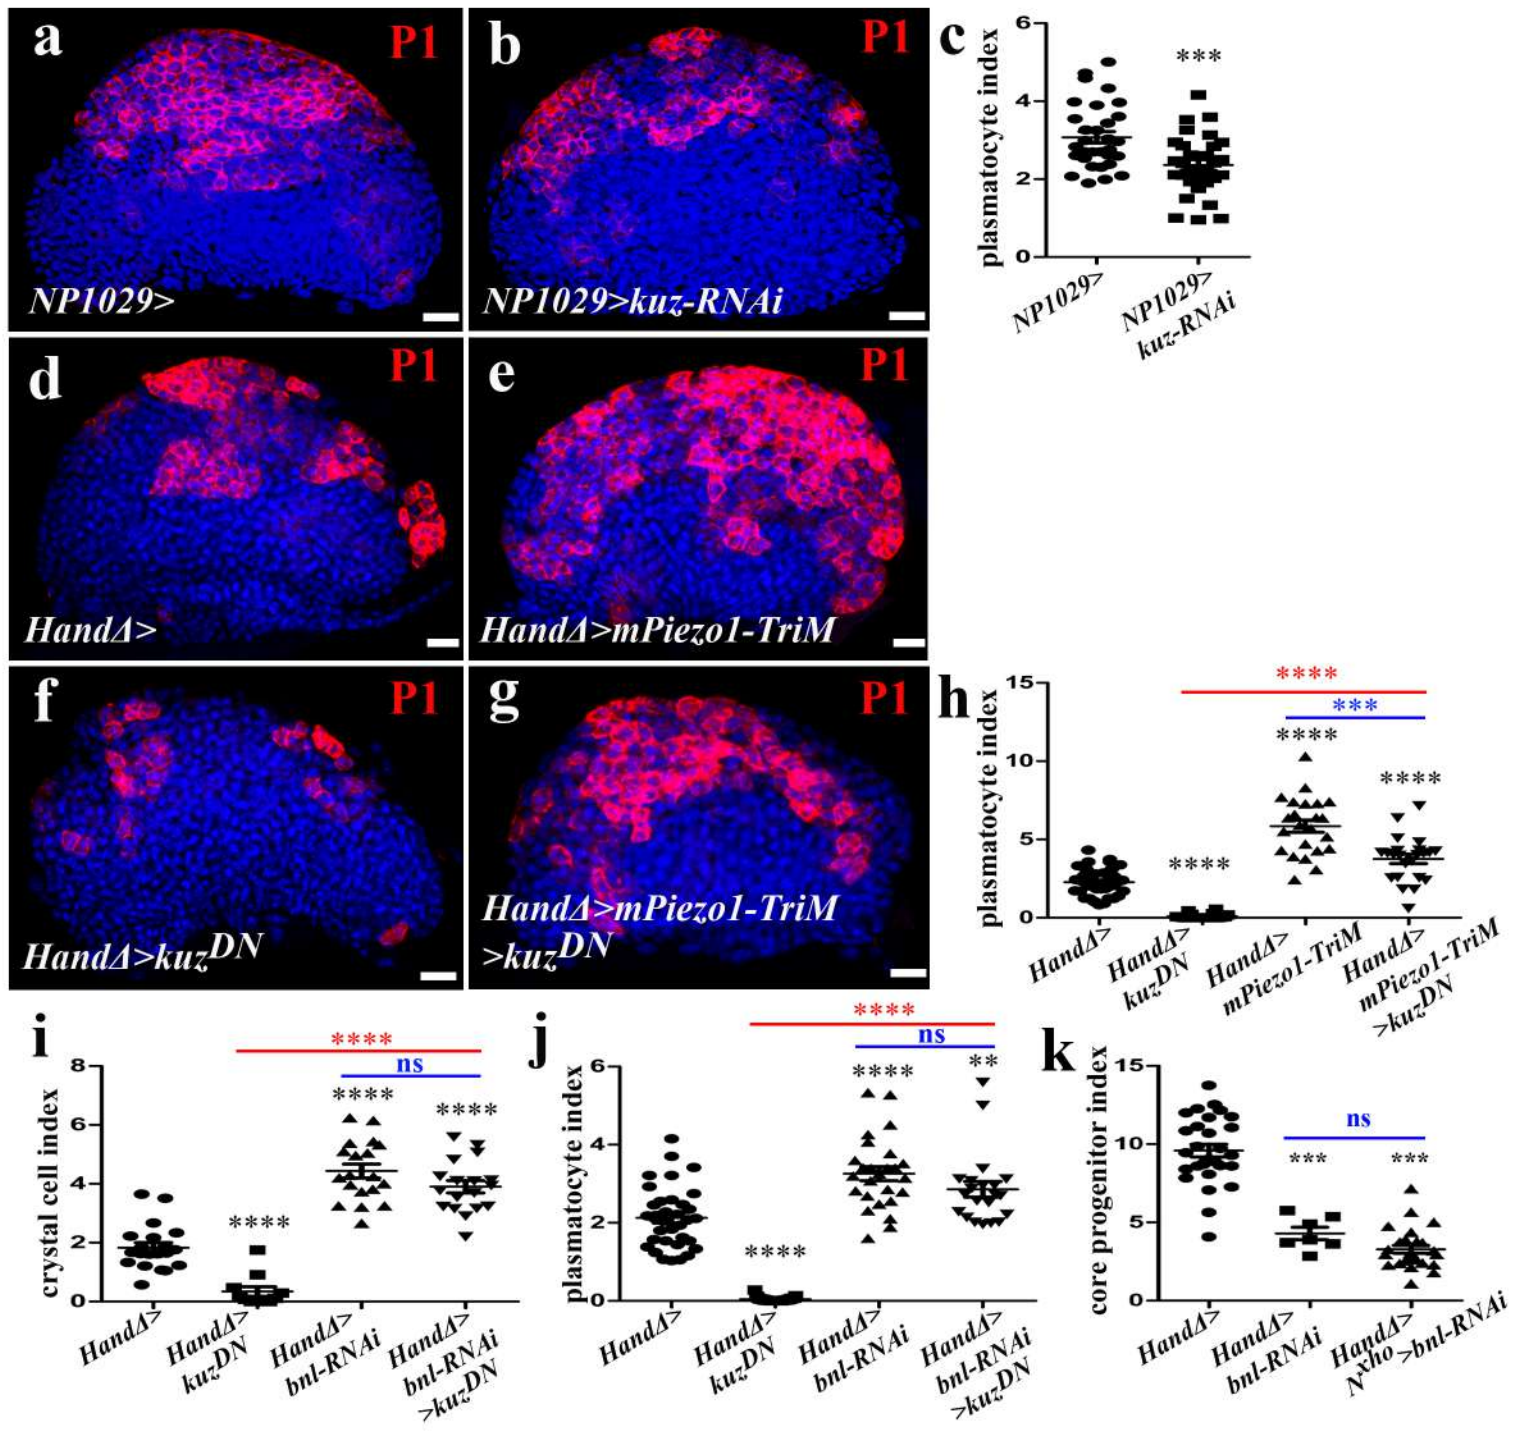 a
P1
NP1029>
b
P1
NP1029>kuz-RNAi
c
plasmatocyte index
6
4
2
0
***
NP1029>
NP1029>
kuz-RNAi
d
P1
HandΔ>
e
P1
HandΔ>mPiezo1-TriM
f
P1
HandΔ>kuzDN
g
P1
HandΔ>mPiezo1-TriM
>kuzDN
h
plasmatocyte index
15
10
5
0
****
***
****
****
****
HandΔ>
HandΔ>
kuzDN
HandΔ>
mPiezo1-TriM
HandΔ>
mPiezo1-TriM
>kuzDN
i
crystal cell index
8
6
4
2
0
****
ns
****
****
****
HandΔ>
HandΔ>
kuzDN
HandΔ>
bnl-RNAi
HandΔ>
bnl-RNAi
>kuzDN
j
plasmatocyte index
6
4
2
0
****
ns
**
****
****
HandΔ>
HandΔ>
kuzDN
HandΔ>
bnl-RNAi
HandΔ>
bnl-RNAi
>kuzDN
k
core progenitor index
15
10
5
0
ns
***
***
HandΔ>
HandΔ>
bnl-RNAi
HandΔ>
Nxho>bnl-RNAi